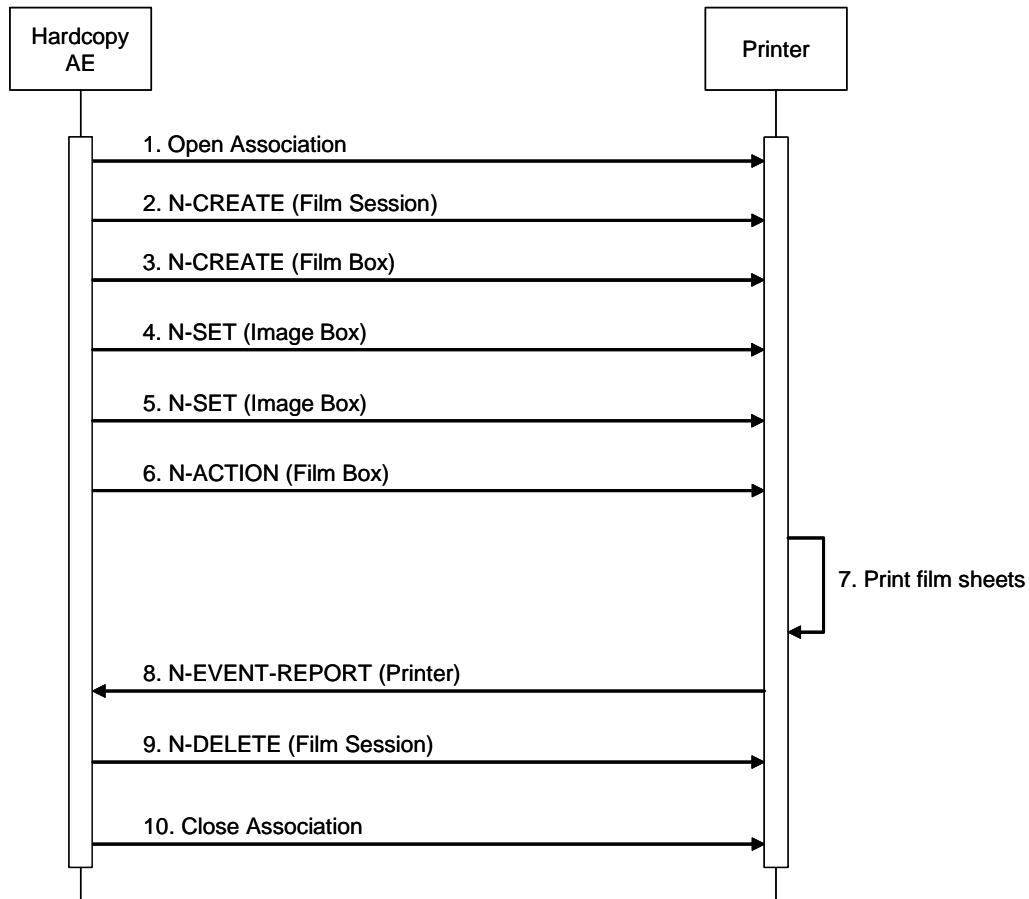 Hardcopy
AE
Printer
1. Open Association
2. N-CREATE (Film Session)
3. N-CREATE (Film Box)
4. N-SET (Image Box)
5. N-SET (Image Box)
6. N-ACTION (Film Box)
7. Print film sheets
8. N-EVENT-REPORT (Printer)
9. N-DELETE (Film Session)
10. Close Association